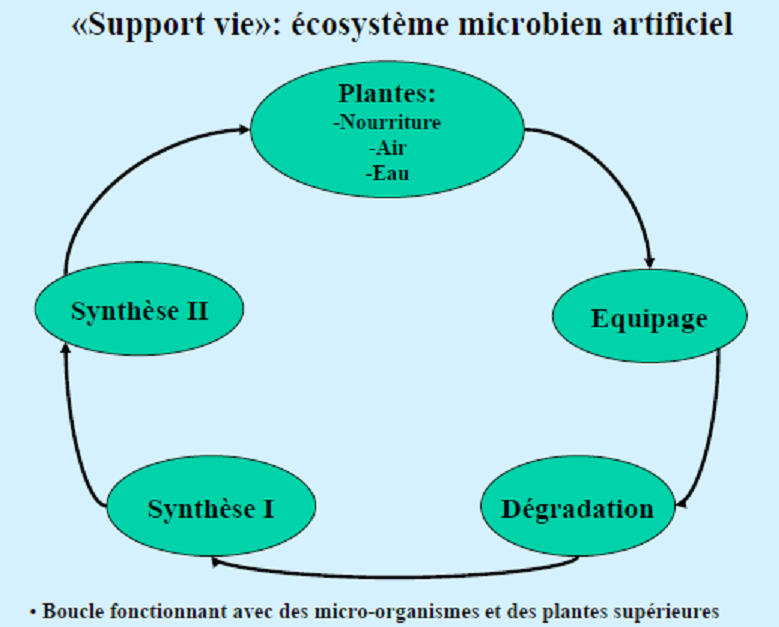 «Support vie»: écosystème microbien artificiel
Plantes:
-Nourriture
-Air
-Eau
Synthèse II
Equipage
Synthèse I
Dégradation
• Boucle fonctionnant avec des micro-organismes et des plantes supérieures